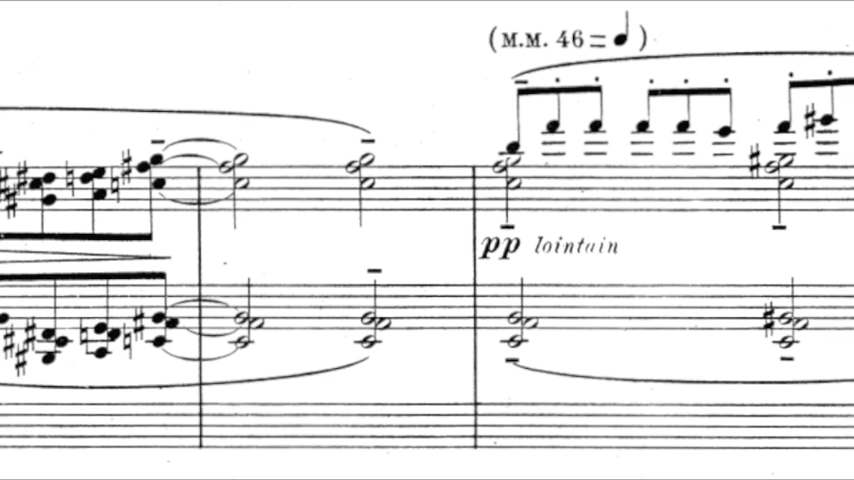 (M.M. 46 = ♩)
pp lointain